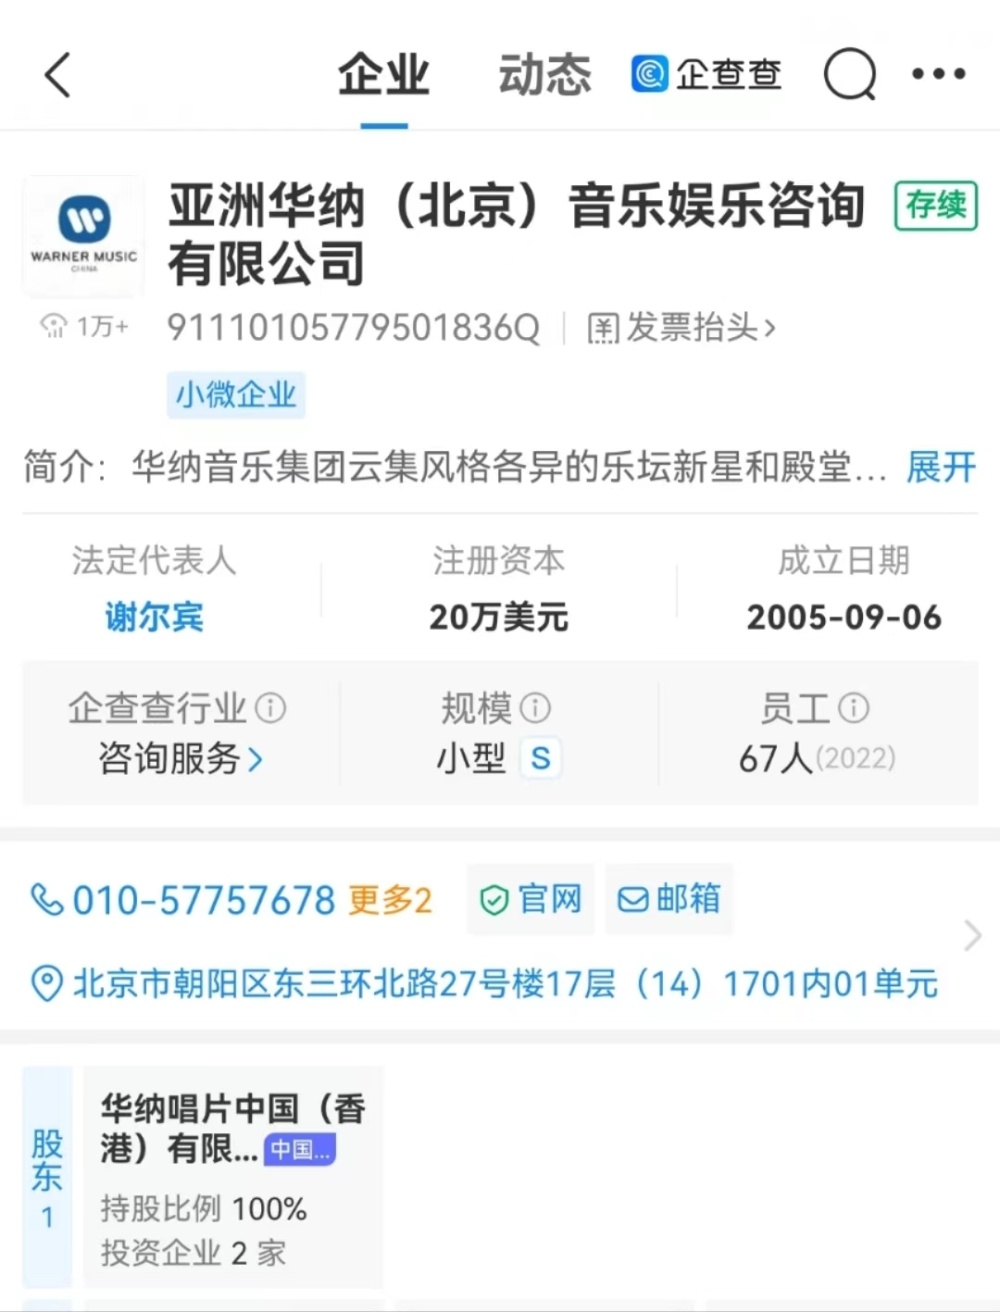 企业 动态 企查查
亚洲华纳（北京）音乐娱乐咨询 存续
有限公司
WARNER MUSIC
CHINA
1万+ 91110105779501836Q 发票抬头>
小微企业
简介：华纳音乐集团云集风格各异的乐坛新星和殿堂... 展开
法定代表人 注册资本 成立日期
谢尔宾 20万美元 2005-09-06
企查查行业 规模 员工
咨询服务> 小型 S 67人(2022)
010-57757678 更多2 官网 邮箱
北京市朝阳区东三环北路27号楼17层（14）1701内01单元
股东1
华纳唱片中国（香
港）有限... 中国...
持股比例 100%
投资企业 2 家